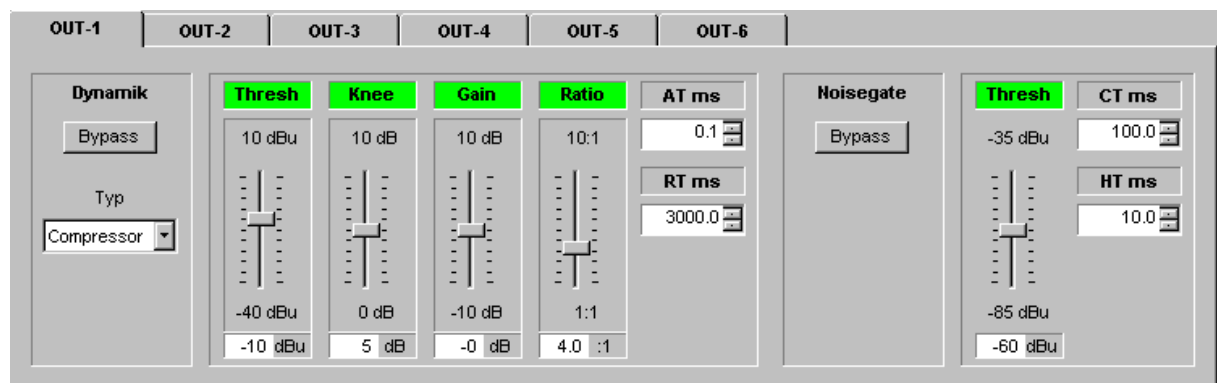 OUT-1 OUT-2 OUT-3 OUT-4 OUT-5 OUT-6
Dynamik
Bypass
Typ
Compressor
Thresh Knee Gain Ratio
10 dBu 10 dB 10 dB 10:1
-40 dBu 0 dB -10 dB 1:1
-10 dBu 5 dB -0 dB 4.0 :1
AT ms
0.1
RT ms
3000.0
Noisegate
Bypass
Thresh
-35 dBu
-85 dBu
-60 dBu
CT ms
100.0
HT ms
10.0